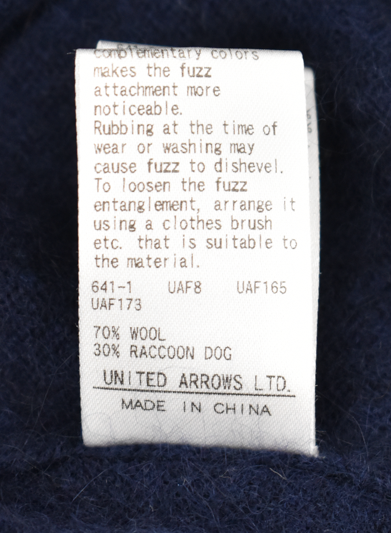 complementary colors
makes the fuzz
attachment more
noticeable.
Rubbing at the time of
wear or washing may
cause fuzz to dishevel.
To loosen the fuzz
entanglement, arrange it
using a clothes brush
etc. that is suitable to
the material.
641-1 UAF8 UAF165
UAF173
70% WOOL
30% RACCOON DOG
UNITED ARROWS LTD.
MADE IN CHINA